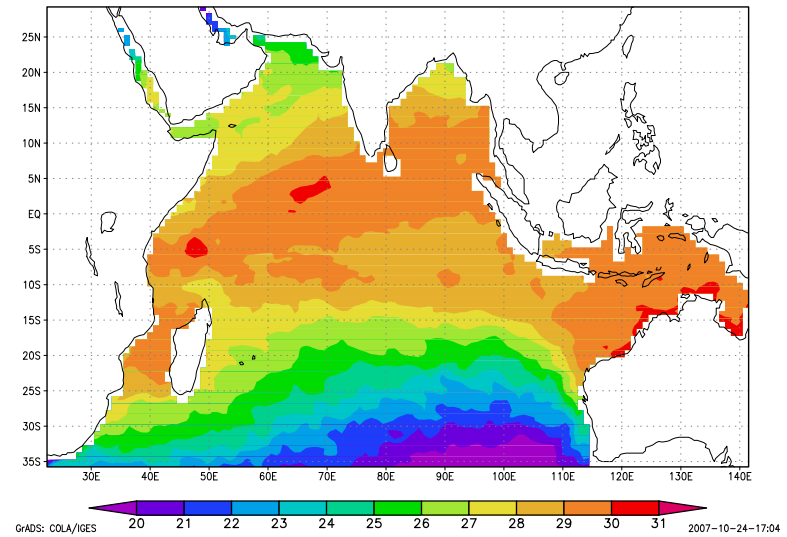 25N
20N
15N
10N
5N
EQ
5S
10S
15S
20S
25S
30S
35S
30E 40E 50E 60E 70E 80E 90E 100E 110E 120E 130E 140E
20 21 22 23 24 25 26 27 28 29 30 31
GrADS: COLA/IGES 2007-10-24-17:04